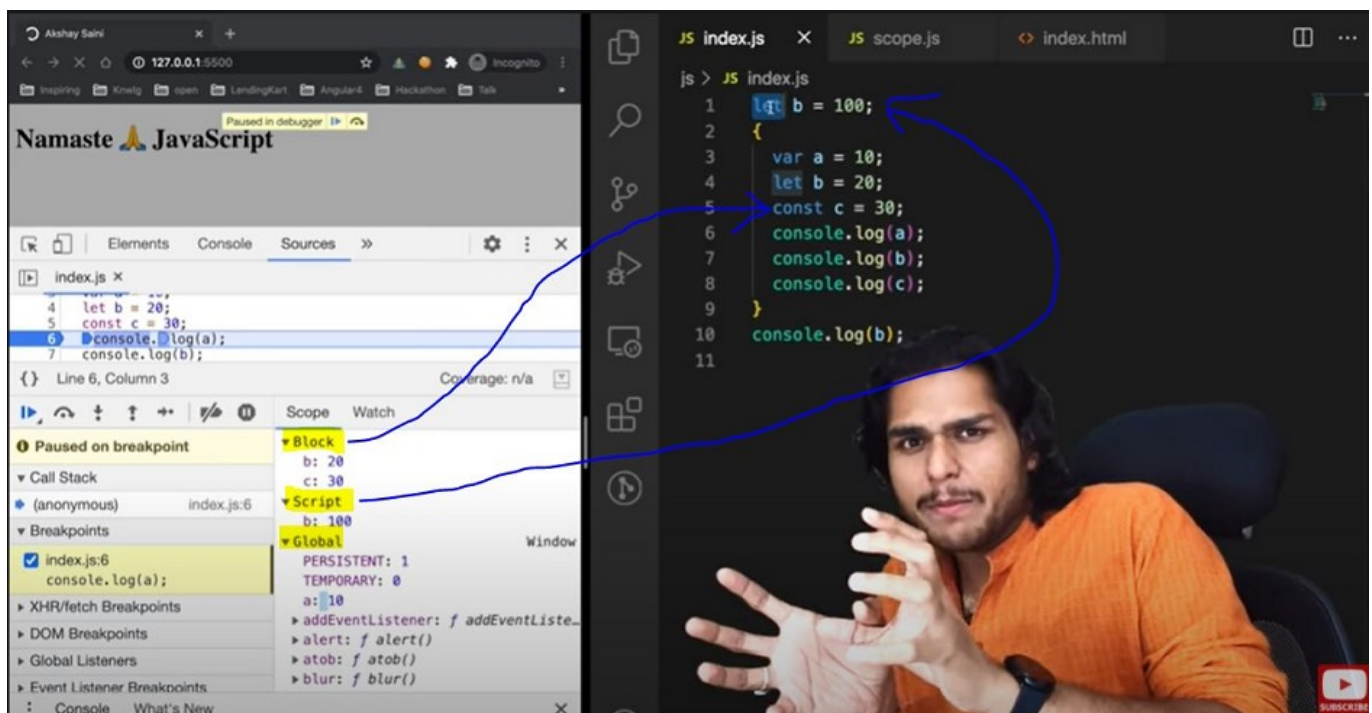 Akshay Saini × +
127.0.0.1:5500 Incognito
Inspiring Knwlg open LendingKart Angular4 Hackathon Talk
Paused in debugger
Namaste 🙏 JavaScript
Elements Console Sources »
index.js ×
4 let b = 20;
5 const c = 30;
6 console.log(a);
7 console.log(b);
{} Line 6, Column 3 Coverage: n/a
Scope Watch
Paused on breakpoint
Call Stack
(anonymous) index.js:6
Breakpoints
index.js:6
console.log(a);
XHR/fetch Breakpoints
DOM Breakpoints
Global Listeners
Event Listener Breakpoints
Block
b: 20
c: 30
Script
b: 100
Global Window
PERSISTENT: 1
TEMPORARY: 0
a: 10
addEventListener: ƒ addEventListe…
alert: ƒ alert()
atob: ƒ atob()
blur: ƒ blur()
Console What's New ×
JS index.js × JS scope.js <> index.html ...
js > JS index.js
1 let b = 100;
2 {
3 var a = 10;
4 let b = 20;
5 const c = 30;
6 console.log(a);
7 console.log(b);
8 console.log(c);
9 }
10 console.log(b);
11
SUBSCRIBE